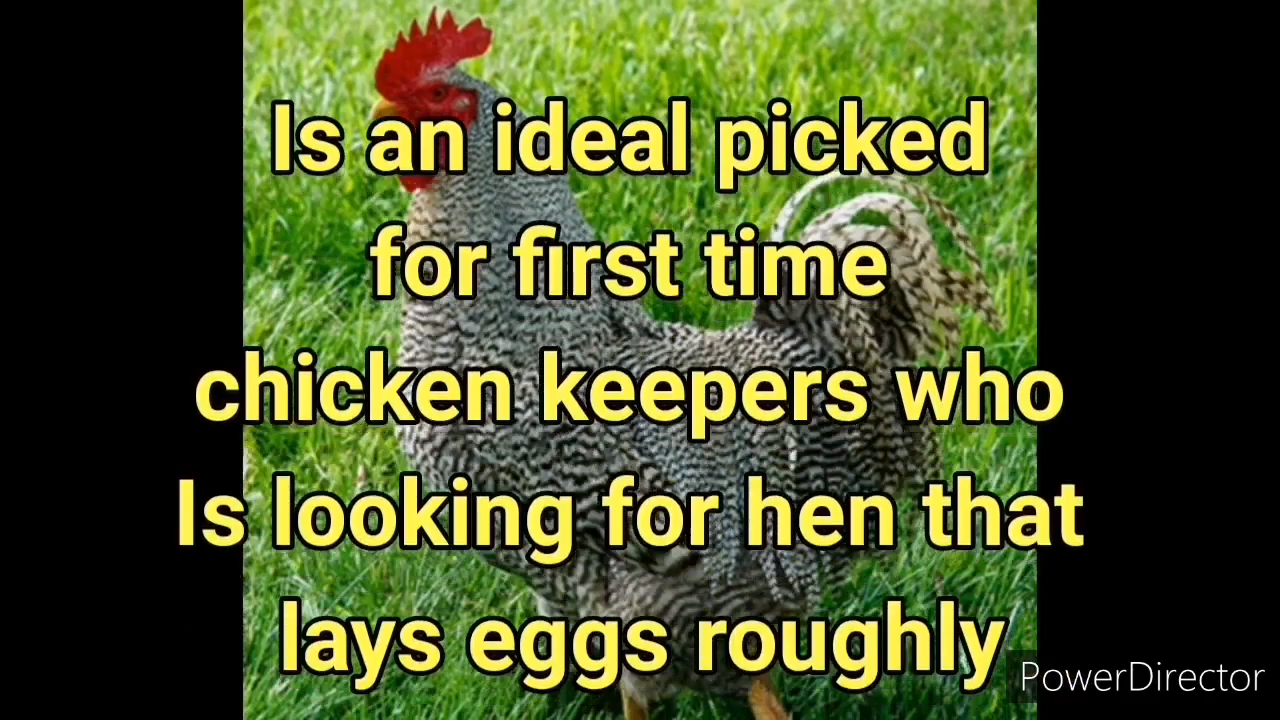 Is an ideal picked
for first time
chicken keepers who
Is looking for hen that
lays eggs roughly
PowerDirector